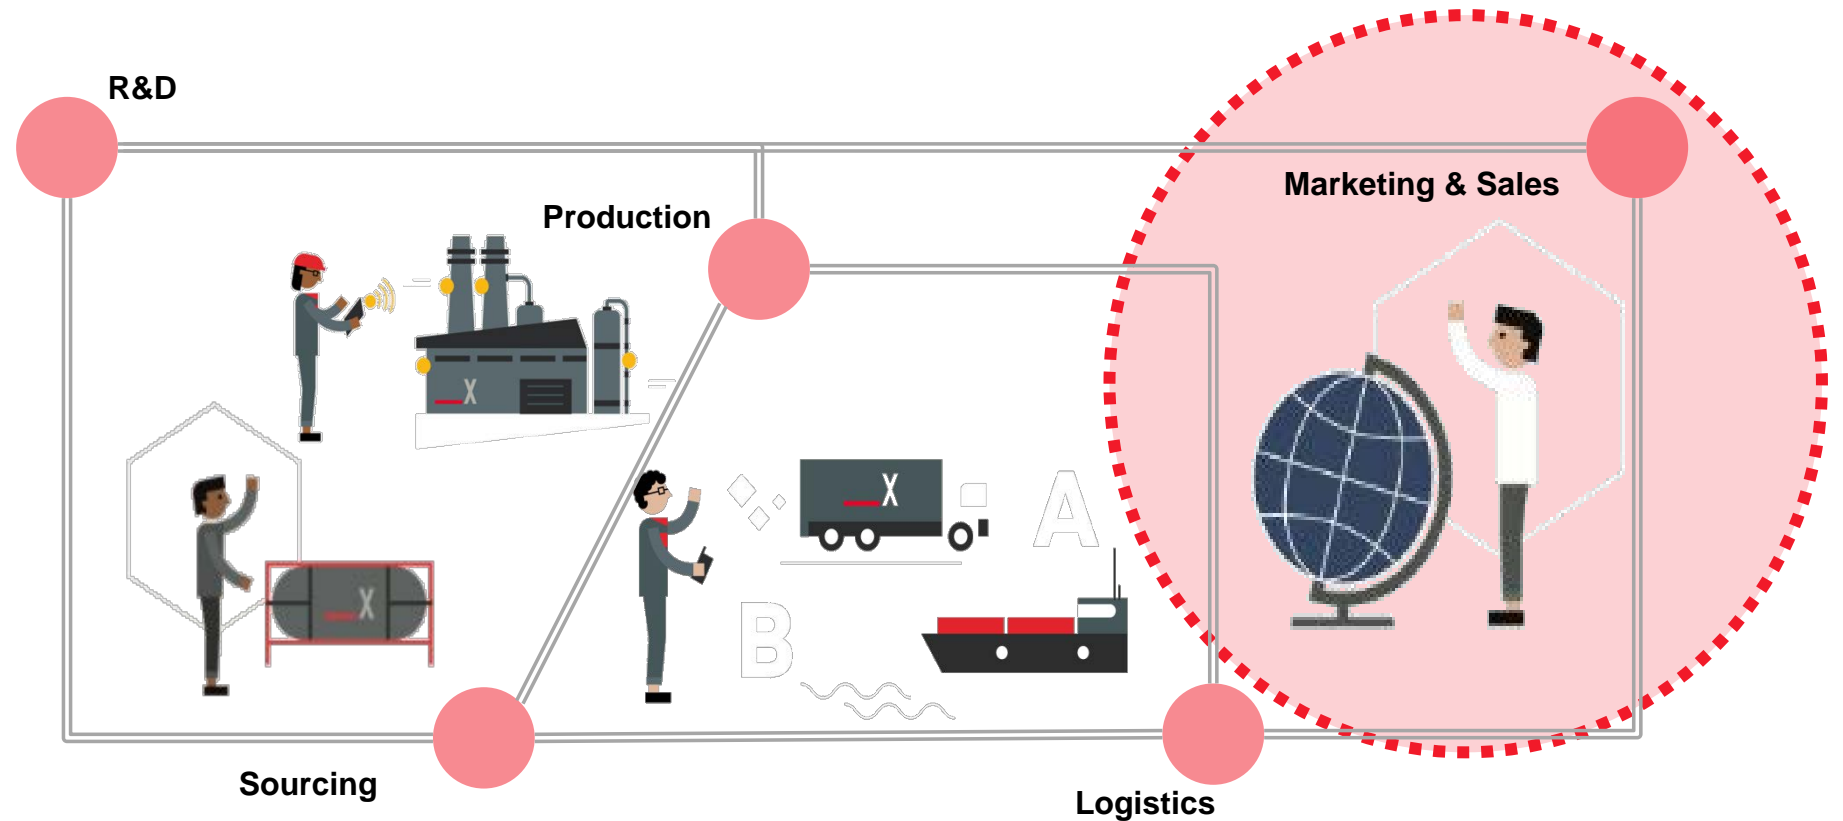 R&D
Marketing & Sales
Production
X
X
A
X
B
Sourcing
Logistics